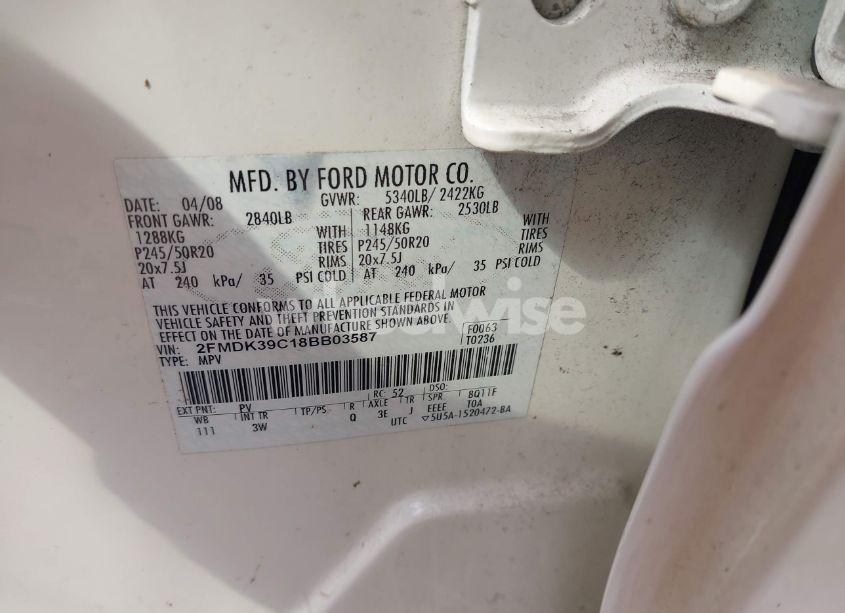 MFD. BY FORD MOTOR CO.
DATE: 04/08 GVWR: 5340LB/ 2422KG
FRONT GAWR: 2840LB REAR GAWR: 2530LB
1288KG WITH 1148KG WITH
P245/50R20 TIRES P245/50R20 TIRES
20x7.5J RIMS 20x7.5J RIMS
AT 240 kPa/ 35 PSI COLD AT 240 kPa/ 35 PSI COLD
THIS VEHICLE CONFORMS TO ALL APPLICABLE FEDERAL MOTOR
VEHICLE SAFETY AND THEFT PREVENTION STANDARDS IN
EFFECT ON THE DATE OF MANUFACTURE SHOWN ABOVE.
VIN: 2FMDK39C18BB03587 F0063
TYPE: MPV T0236
RC: 52 DSO:
EXT PNT: PV SPR 8Q11F
WB INT TR TP/PS R AXLE TR EEEE T0A
111 3W Q 3E J
UTC ▽5U5A-1520472-BA